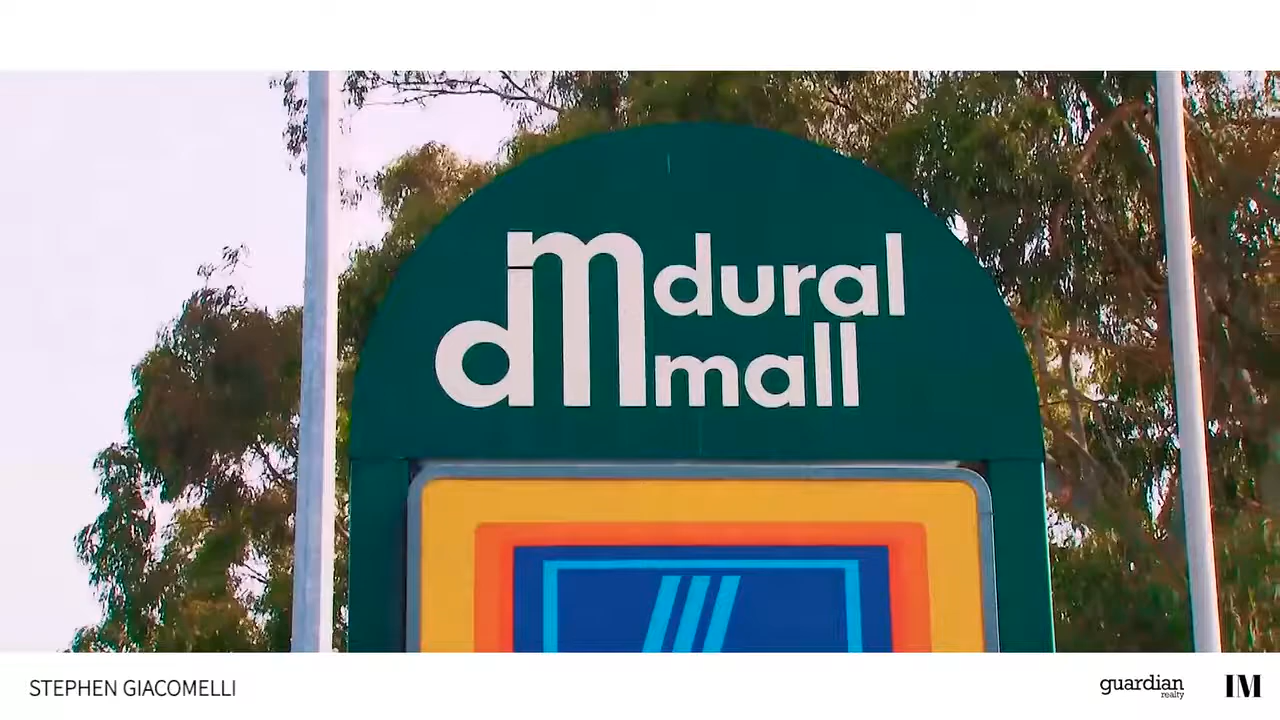 dm dural
mall
STEPHEN GIACOMELLI
guardian
realty
IM